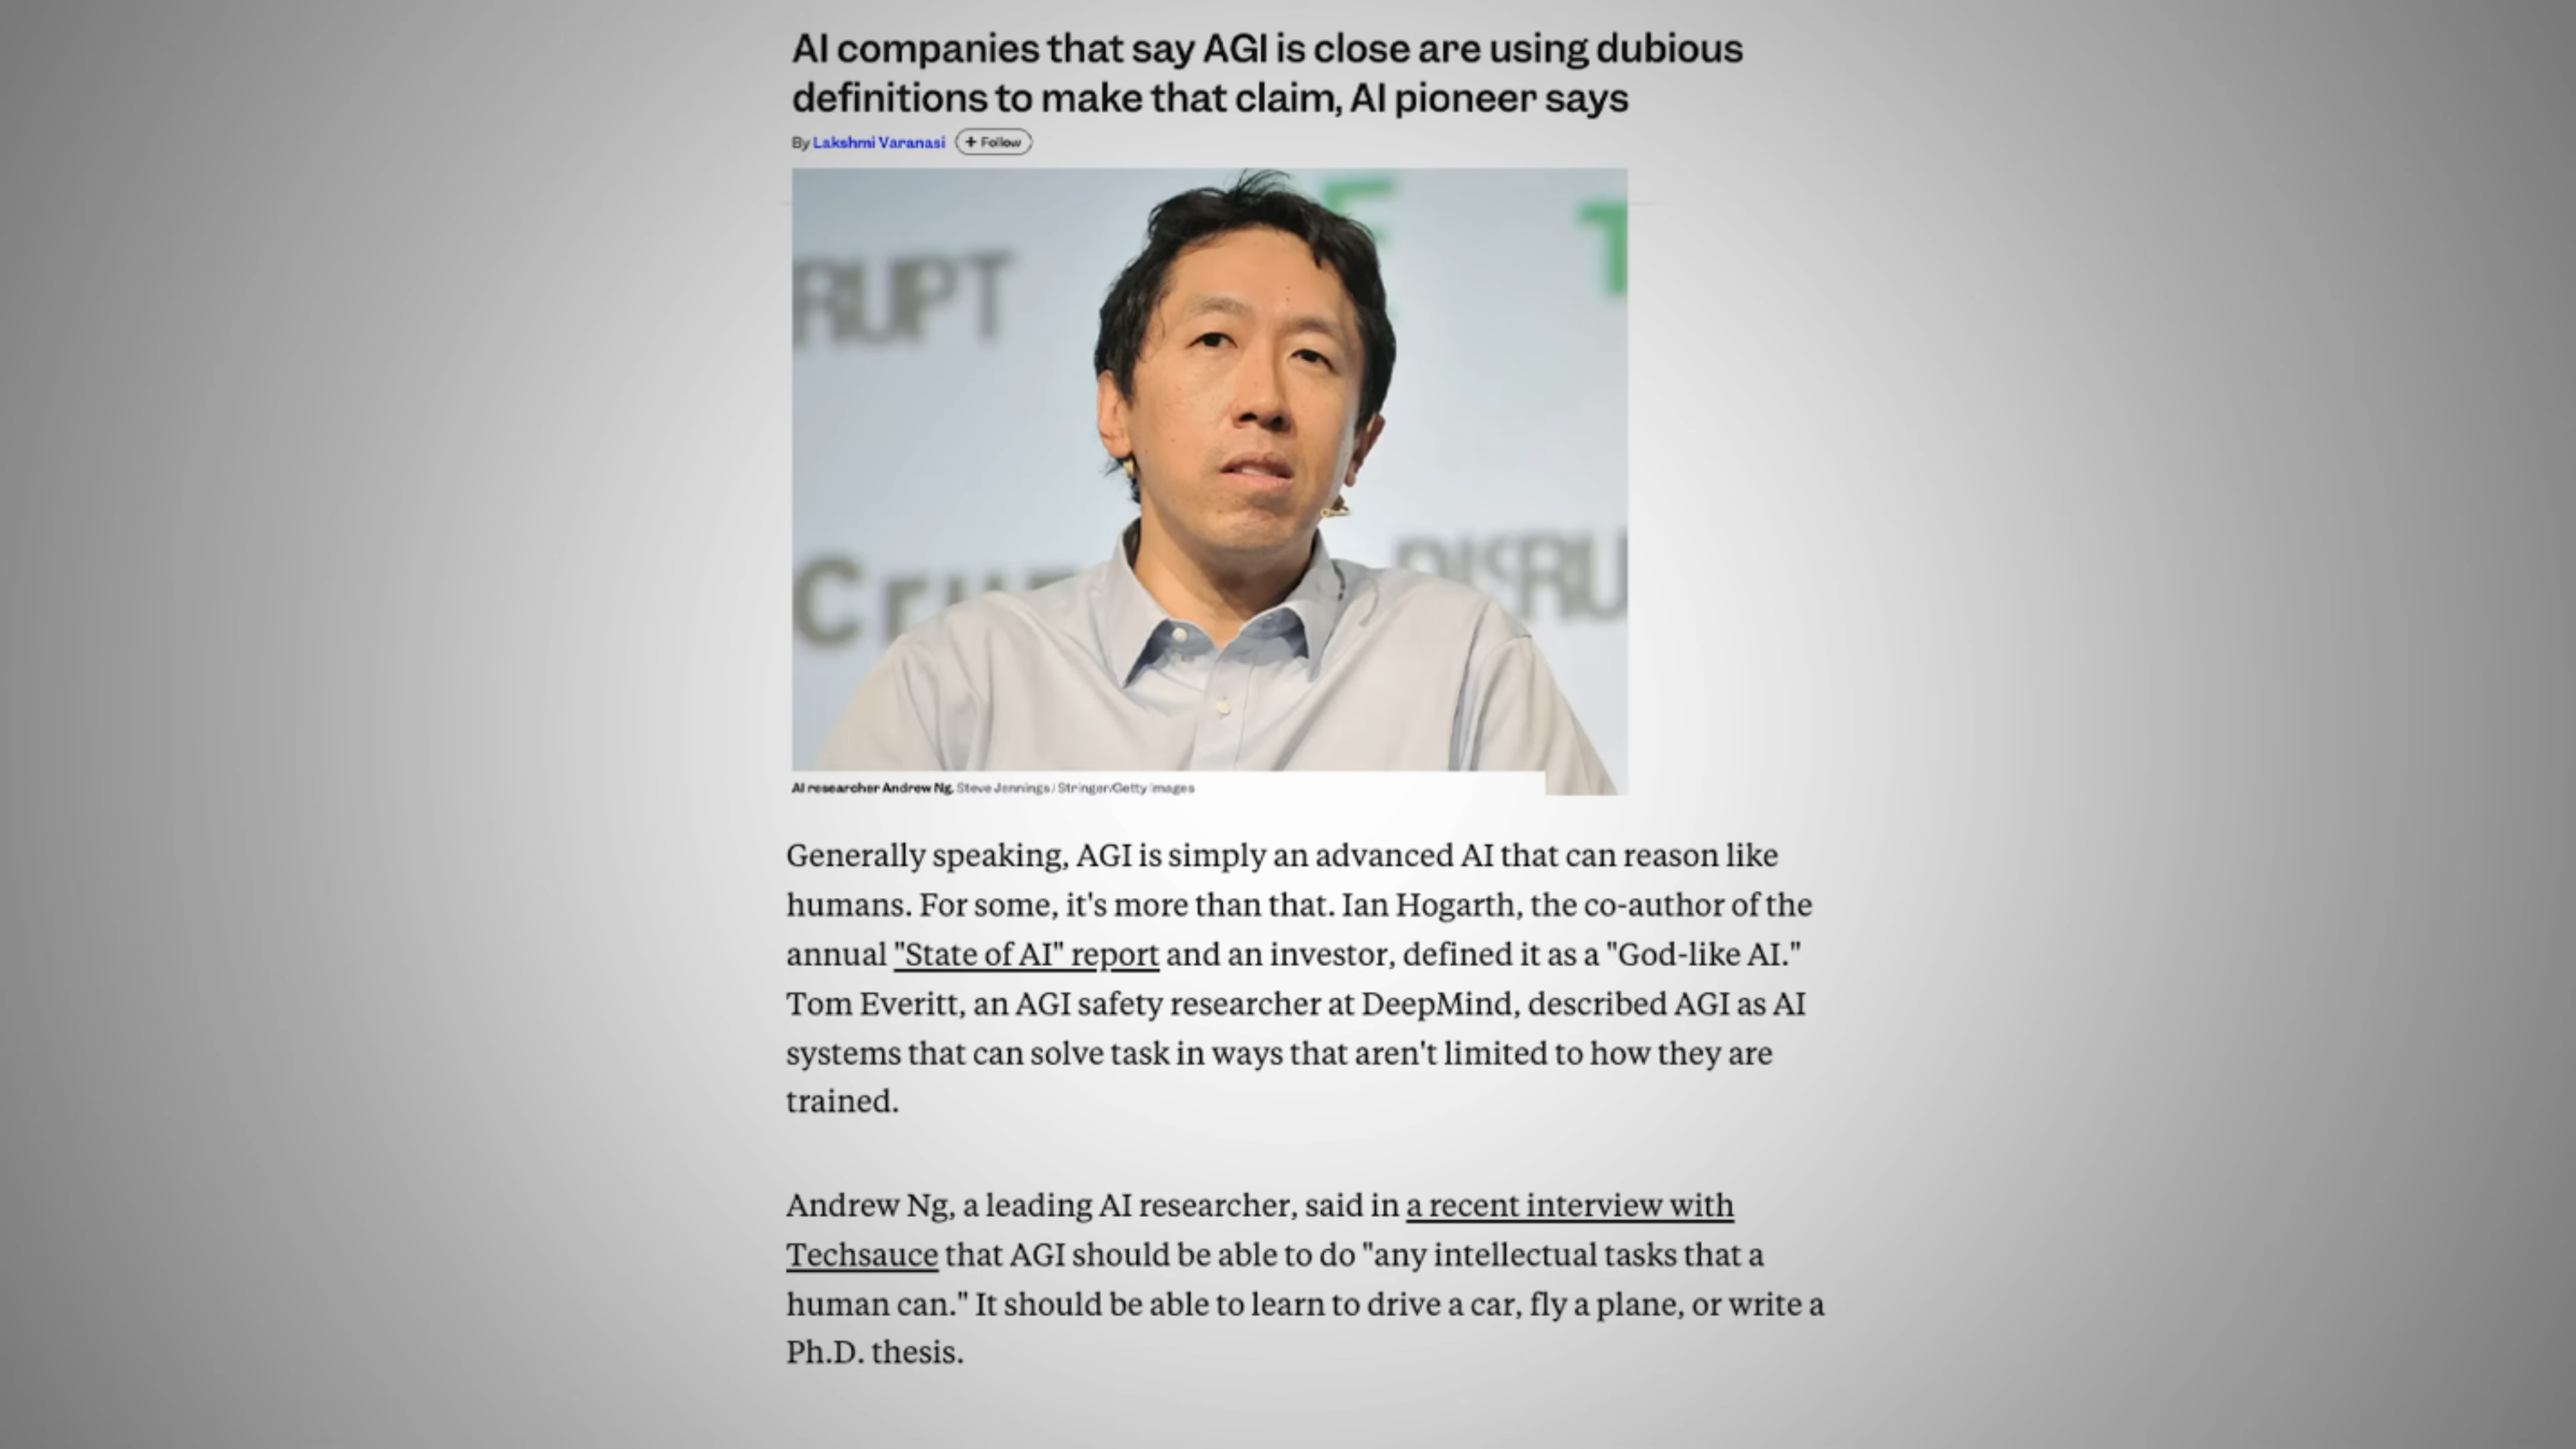 AI companies that say AGI is close are using dubious
definitions to make that claim, AI pioneer says
By Lakshmi Varanasi + Follow
RUPT
F
T
Cru
DISRU
AI researcher Andrew Ng. Steve Jennings / Stringer/Getty Images
Generally speaking, AGI is simply an advanced AI that can reason like
humans. For some, it's more than that. Ian Hogarth, the co-author of the
annual "State of AI" report and an investor, defined it as a "God-like AI."
Tom Everitt, an AGI safety researcher at DeepMind, described AGI as AI
systems that can solve task in ways that aren't limited to how they are
trained.
Andrew Ng, a leading AI researcher, said in a recent interview with
Techsauce that AGI should be able to do "any intellectual tasks that a
human can." It should be able to learn to drive a car, fly a plane, or write a
Ph.D. thesis.